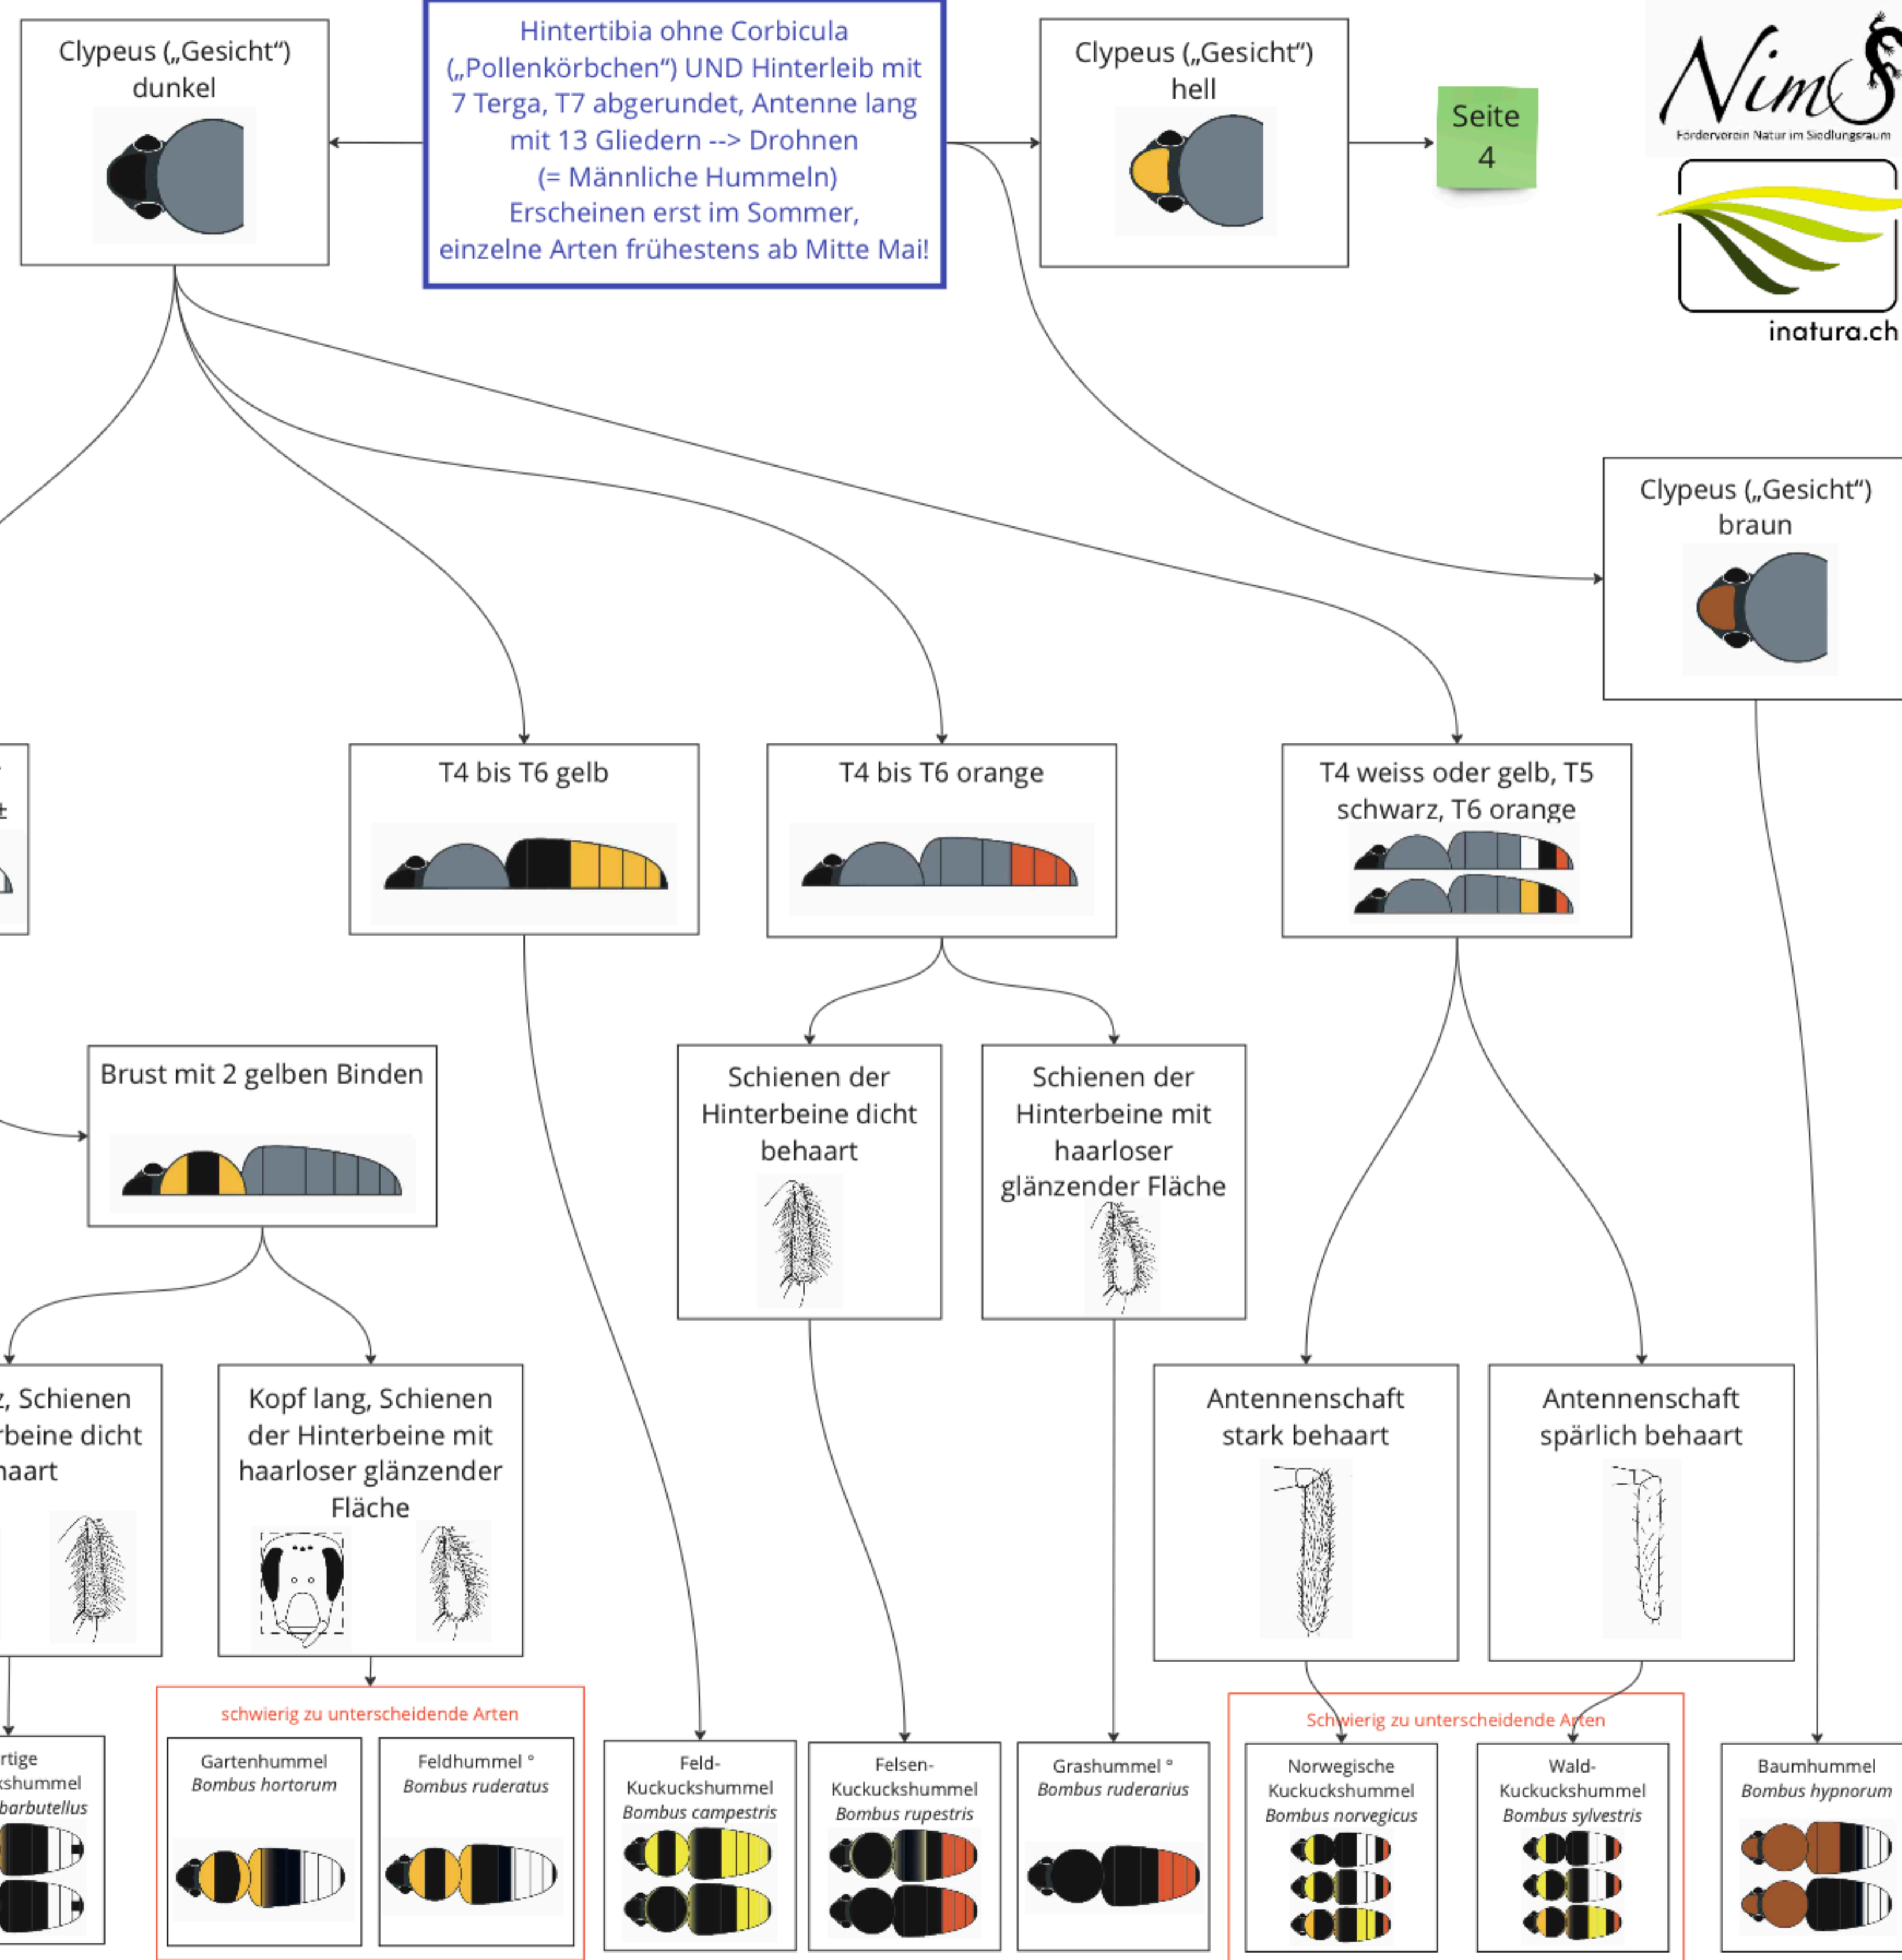 Clypeus („Gesicht“)
dunkel
Hintertibia ohne Corbicula
(„Pollenkörbchen“) UND Hinterleib mit
7 Terga, T7 abgerundet, Antenne lang
mit 13 Gliedern --> Drohnen
(= Männliche Hummeln)
Erscheinen erst im Sommer,
einzelne Arten frühestens ab Mitte Mai!
Clypeus („Gesicht“)
hell
Seite
4
NimS
Förderverein Natur im Siedlungsraum
inatura.ch
Clypeus („Gesicht“)
braun
±
T4 bis T6 gelb
T4 bis T6 orange
T4 weiss oder gelb, T5
schwarz, T6 orange
Brust mit 2 gelben Binden
Schienen der
Hinterbeine dicht
behaart
Schienen der
Hinterbeine mit
haarloser
glänzender Fläche
z, Schienen
rbeine dicht
haart
Kopf lang, Schienen
der Hinterbeine mit
haarloser glänzender
Fläche
Antennenschaft
stark behaart
Antennenschaft
spärlich behaart
schwierig zu unterscheidende Arten
Schwierig zu unterscheidende Arten
rtige
kshummel
barbutellus
Gartenhummel
Bombus hortorum
Feldhummel °
Bombus ruderatus
Feld-
Kuckuckshummel
Bombus campestris
Felsen-
Kuckuckshummel
Bombus rupestris
Grashummel °
Bombus ruderarius
Norwegische
Kuckuckshummel
Bombus norvegicus
Wald-
Kuckuckshummel
Bombus sylvestris
Baumhummel
Bombus hypnorum